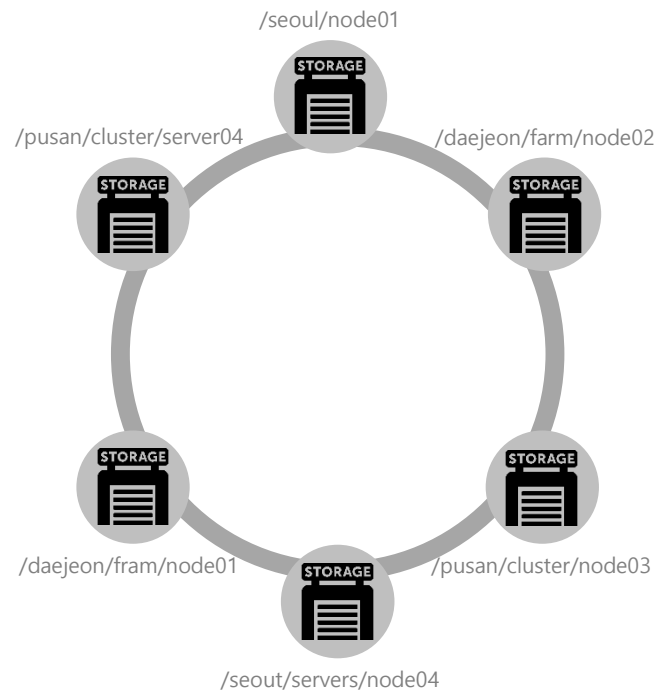 /seoul/node01
STORAGE
/pusan/cluster/server04
/daejeon/farm/node02
STORAGE
STORAGE
STORAGE
STORAGE
/daejeon/fram/node01
/pusan/cluster/node03
STORAGE
/seout/servers/node04